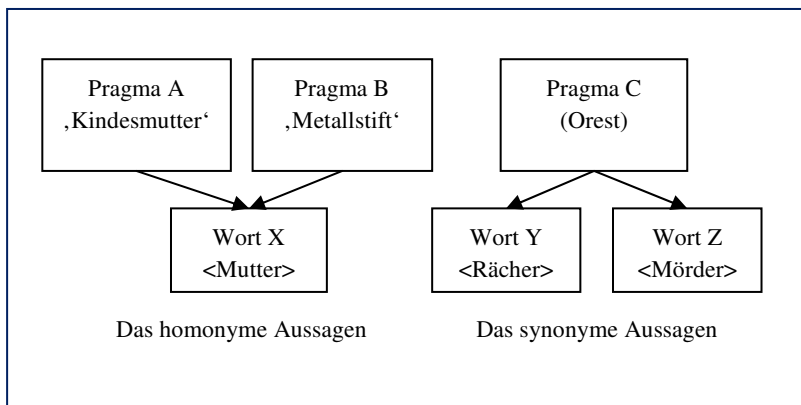 Pragma A
‚Kindesmutter‘
Pragma B
‚Metallstift‘
Pragma C
(Orest)
Wort X
<Mutter>
Wort Y
<Rächer>
Wort Z
<Mörder>
Das homonyme Aussagen
Das synonyme Aussagen